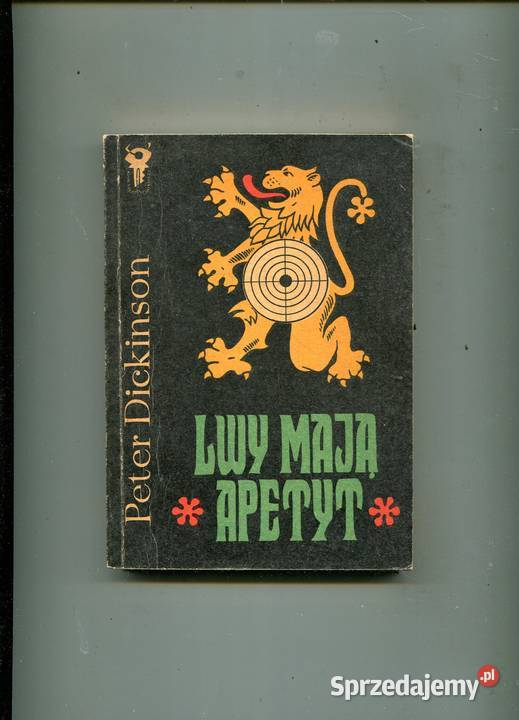 Peter Dickinson
LWY MAJĄ
APETYT
Sprzedajemy.pl